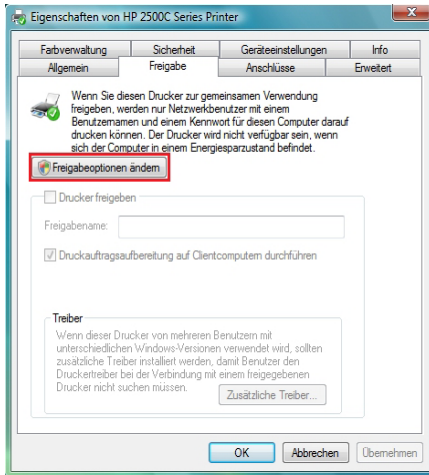 Eigenschaften von HP 2500C Series Printer
Farbverwaltung Sicherheit Geräteeinstellungen Info
Allgemein Freigabe Anschlüsse Erweitert
Wenn Sie diesen Drucker zur gemeinsamen Verwendung
freigeben, werden nur Netzwerkbenutzer mit einem
Benutzernamen und einem Kennwort für diesen Computer darauf
drucken können. Der Drucker wird nicht verfügbar sein, wenn
sich der Computer in einem Energiesparzustand befindet.
Freigabeoptionen ändern
Drucker freigeben
Freigabename:
Druckauftragsaufbereitung auf Clientcomputern durchführen
Treiber
Wenn dieser Drucker von mehreren Benutzern mit
unterschiedlichen Windows-Versionen verwendet wird, sollten
zusätzliche Treiber installiert werden, damit Benutzer den
Druckertreiber bei der Verbindung mit einem freigegebenen
Drucker nicht suchen müssen.
Zusätzliche Treiber...
OK Abbrechen Übernehmen